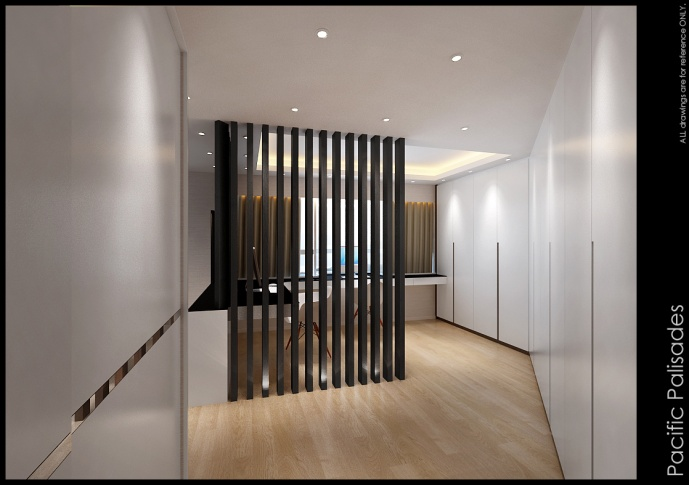 ALL drawings are for reference ONLY.
Pacific Palisades